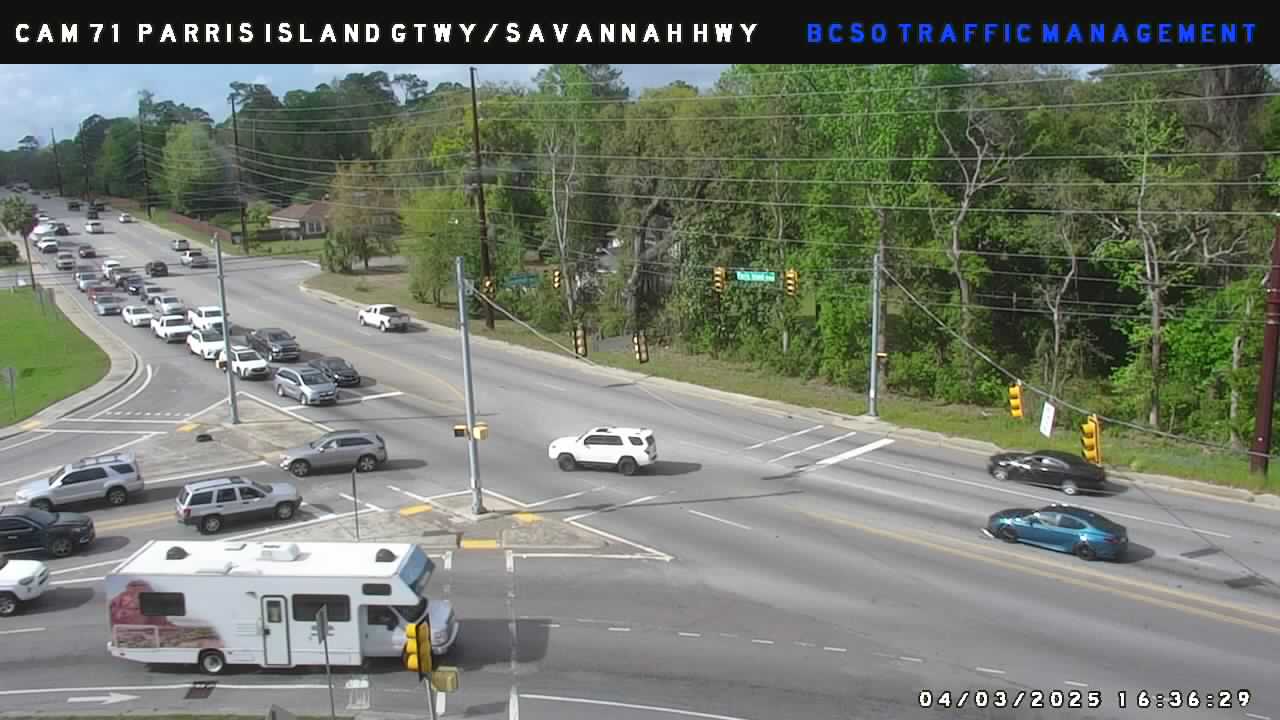 CAM 71 PARRIS ISLAND GTWY/SAVANNAH HWY BCSO TRAFFIC MANAGEMENT
04/03/2025 16:36:29